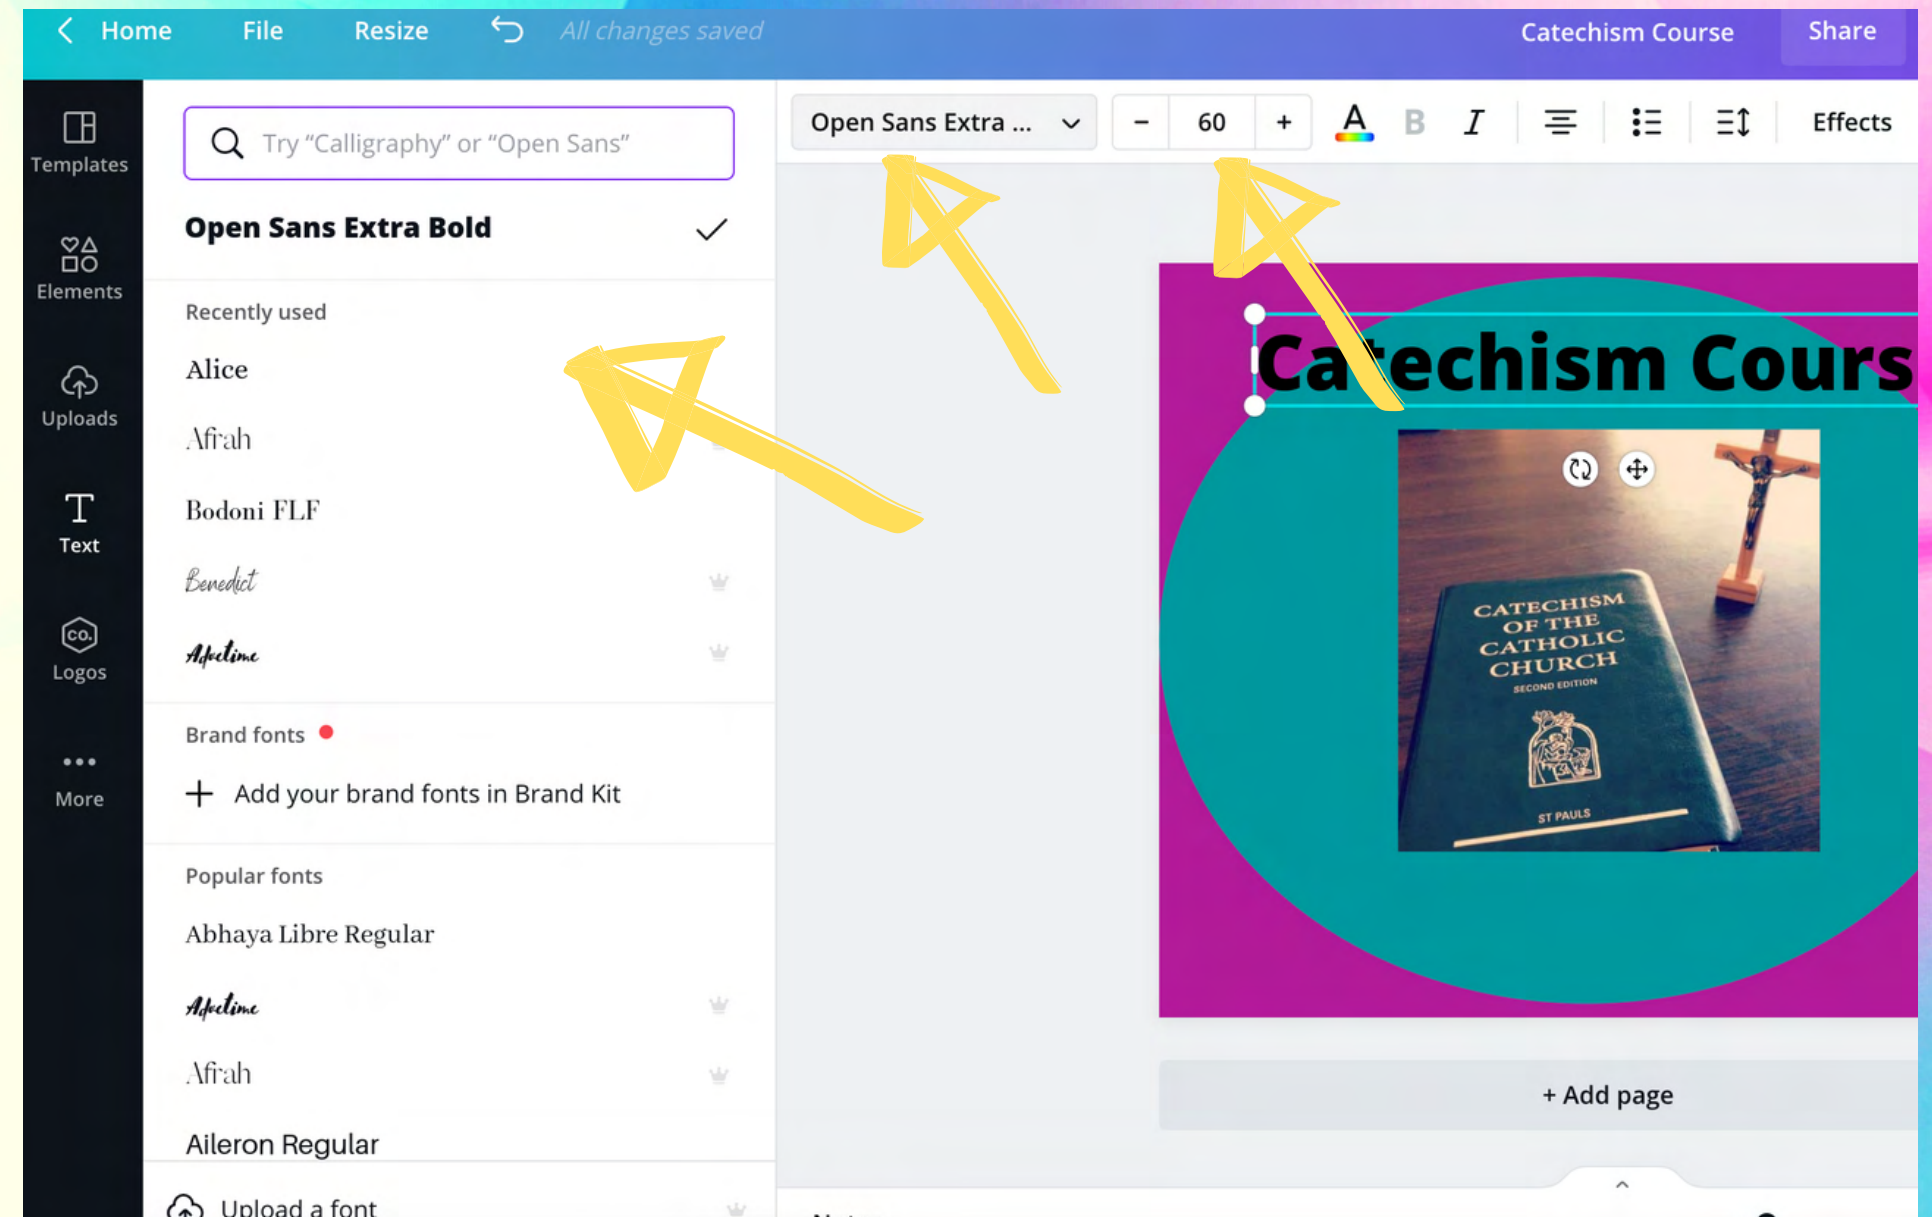 Home File Resize All changes saved Catechism Course Share
Templates
Elements
Uploads
Text
CO.
Logos
More
Try “Calligraphy” or “Open Sans”
Open Sans Extra Bold
Recently used
Alice
Afrah
Bodoni FLF
Benedict
Advetime
Brand fonts
+ Add your brand fonts in Brand Kit
Popular fonts
Abhaya Libre Regular
Advetime
Afrah
Aileron Regular
Upload a font
Open Sans Extra ... - 60 + A B I Effects
Catechism Cours
CATECHISM
OF THE
CATHOLIC
CHURCH
SECOND EDITION
ST PAULS
+ Add page